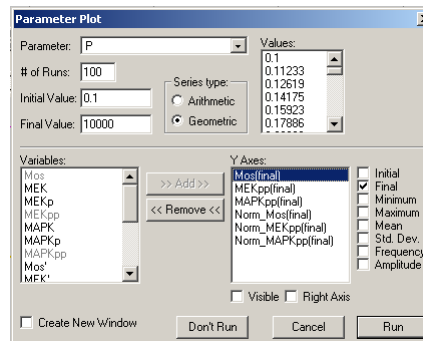 Parameter Plot
Parameter: P
# of Runs: 100
Initial Value: 0.1
Final Value: 10000
Series type:
Arithmetic
Geometric
Values:
0.1
0.11233
0.12619
0.14175
0.15923
0.17886
Variables:
Mos
MEK
MEKp
MEKpp
MAPK
MAPKp
MAPKpp
Mos'
MEK'
>> Add >>
<< Remove <<
Y Axes:
Mos(final)
MEKpp(final)
MAPKpp(final)
Norm_Mos(final)
Norm_MEKpp(final)
Norm_MAPKpp(final)
Initial
Final
Minimum
Maximum
Mean
Std. Dev.
Frequency
Amplitude
Visible
Right Axis
Create New Window
Don't Run
Cancel
Run